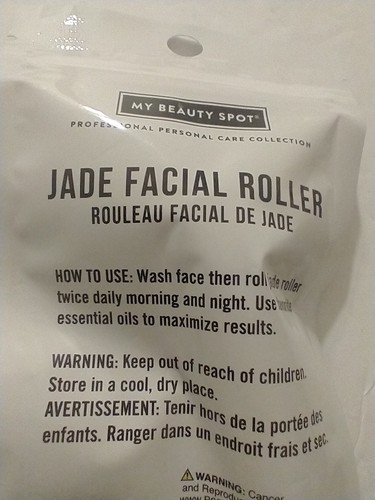 MY BEAUTY SPOT®
PROFESSIONAL PERSONAL CARE COLLECTION
JADE FACIAL ROLLER
ROULEAU FACIAL DE JADE
HOW TO USE: Wash face then roll jade roller
twice daily morning and night. Use
essential oils to maximize results.
WARNING: Keep out of reach of children.
Store in a cool, dry place.
AVERTISSEMENT: Tenir hors de la portée des
enfants. Ranger dans un endroit frais et sec.
⚠WARNING: Cancer
and Reprodu